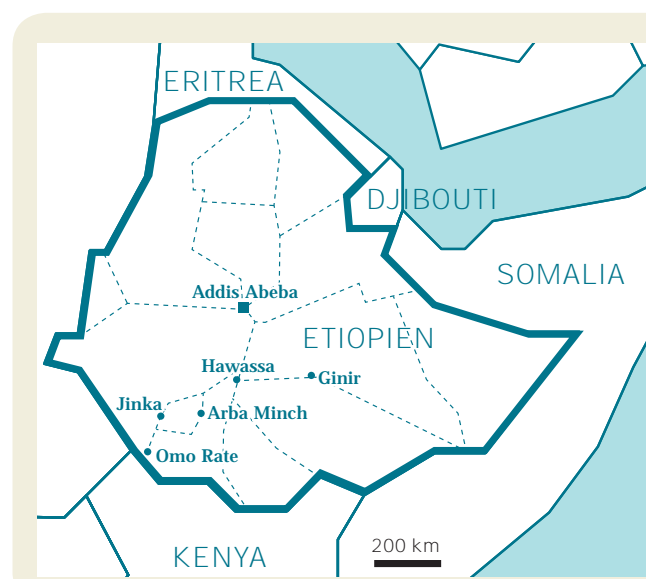 ERITREA
DJIBOUTI
SOMALIA
Addis Abeba
ETIOPIEN
Hawassa
Ginir
Jinka
Arba Minch
Omo Rate
200 km
KENYA